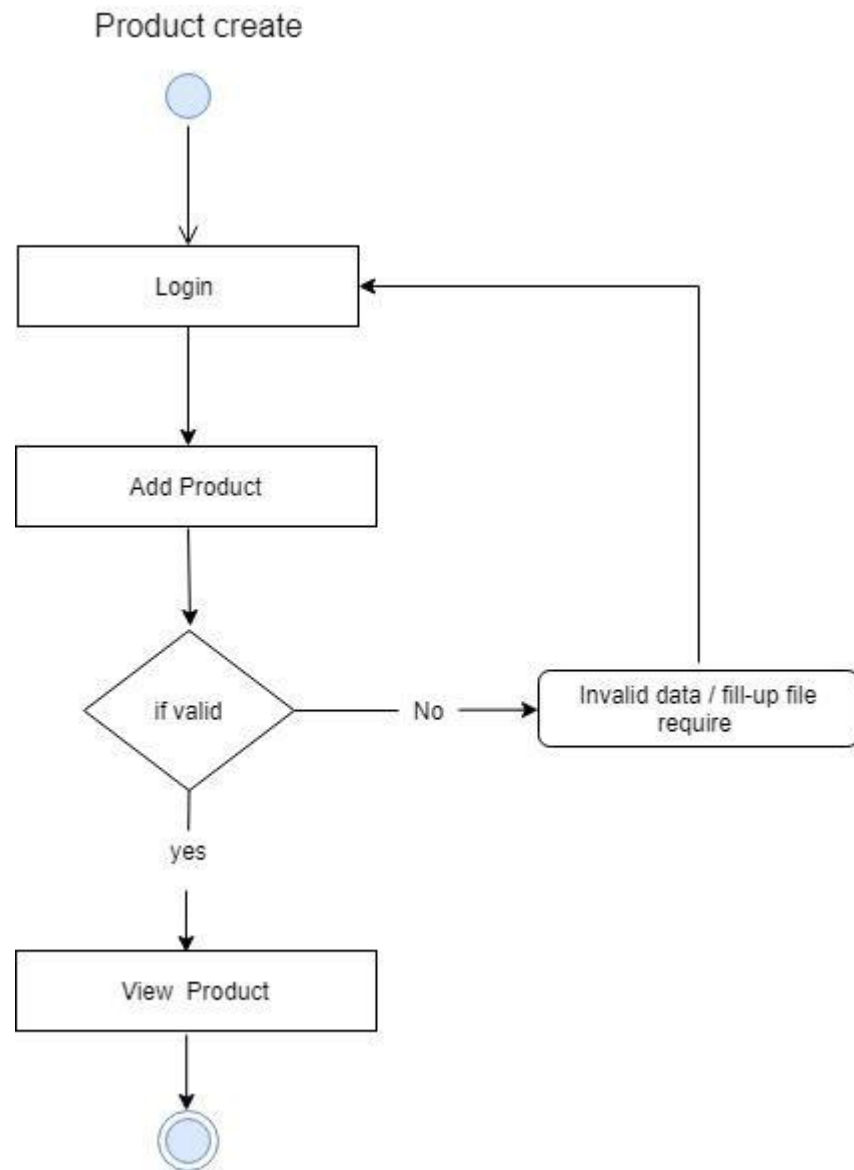 Product create
Login
Add Product
if valid
No
Invalid data / fill-up file
require
yes
View Product